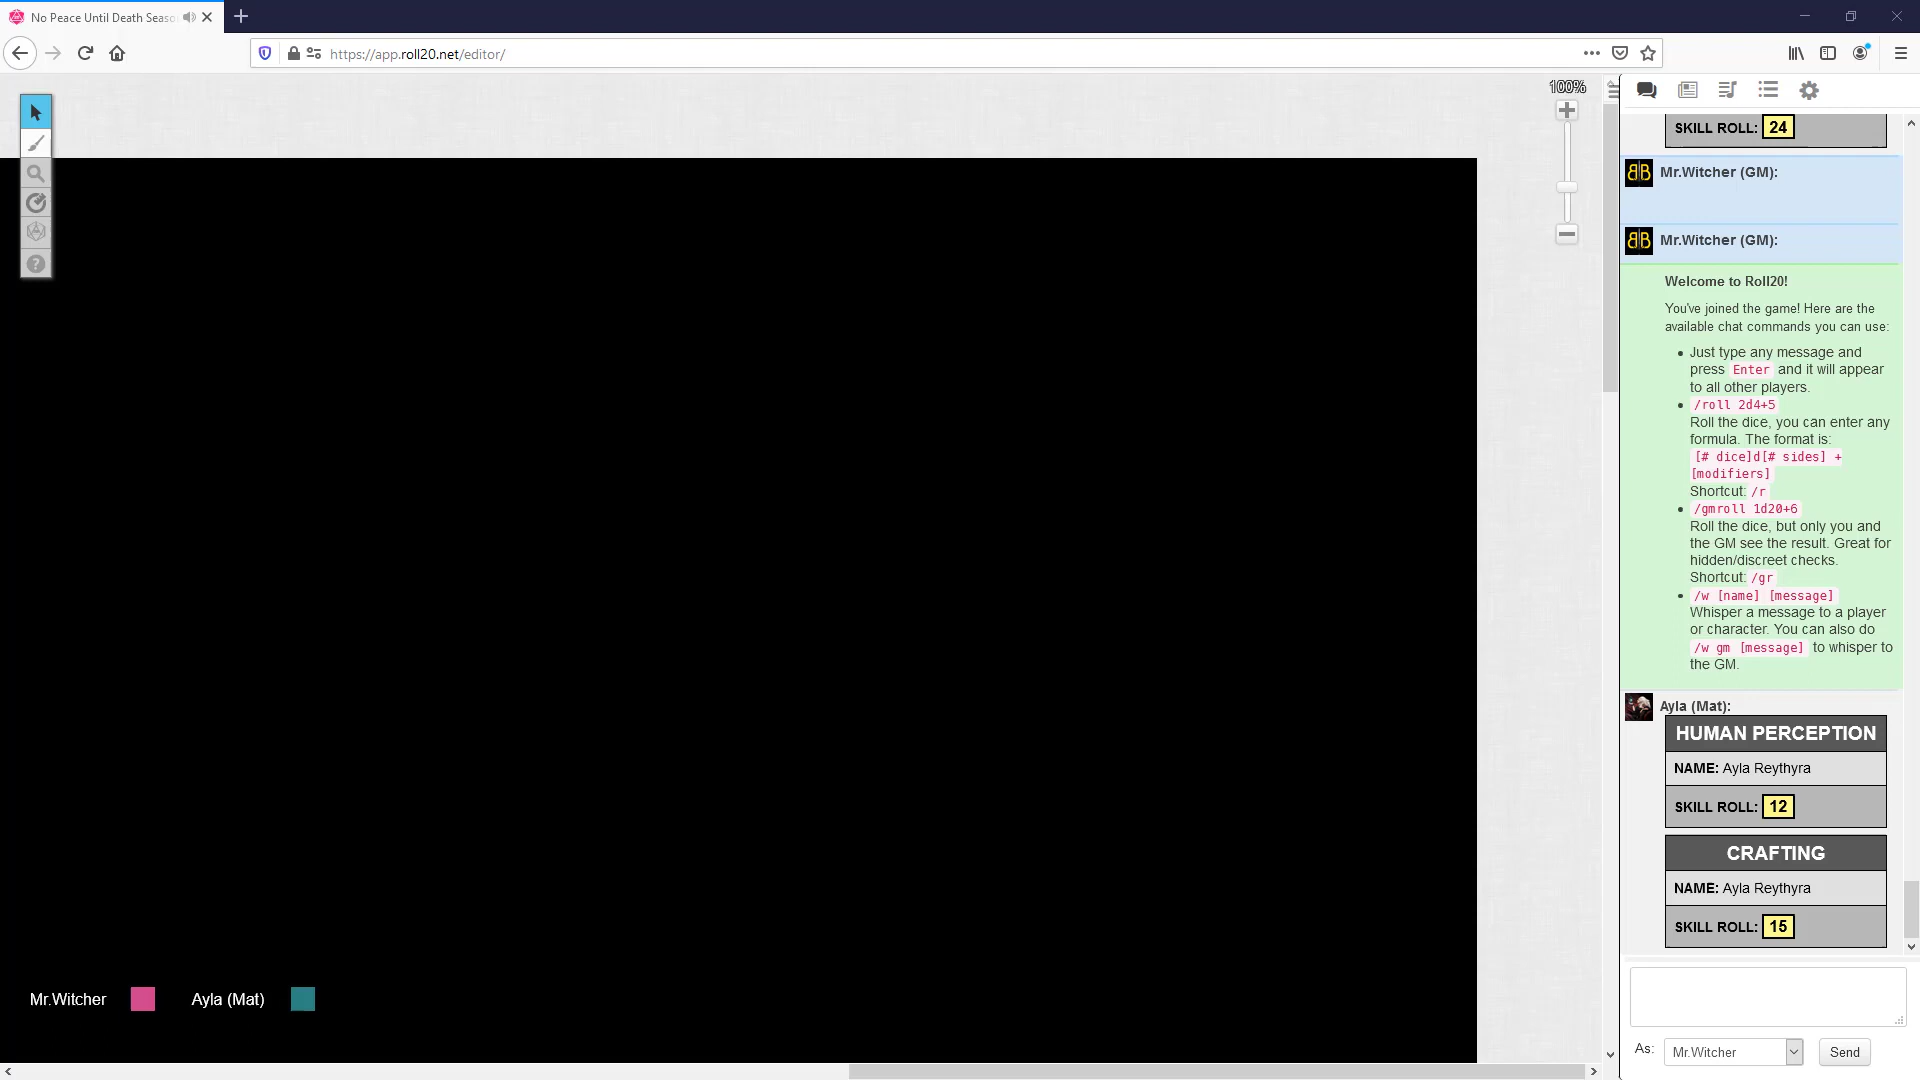 No Peace Until Death Seaso
https://app.roll20.net/editor/
100%
SKILL ROLL: 24
Mr.Witcher (GM):
Mr.Witcher (GM):
Welcome to Roll20!
You've joined the game! Here are the
available chat commands you can use:
Just type any message and
press Enter and it will appear
to all other players.
/roll 2d4+5
Roll the dice, you can enter any
formula. The format is:
[# dice]d[# sides] +
[modifiers]
Shortcut: /r
/gmroll 1d20+6
Roll the dice, but only you and
the GM see the result. Great for
hidden/discreet checks.
Shortcut: /gr
/w [name] [message]
Whisper a message to a player
or character. You can also do
/w gm [message] to whisper to
the GM.
Ayla (Mat):
HUMAN PERCEPTION
NAME: Ayla Reythyra
SKILL ROLL: 12
CRAFTING
NAME: Ayla Reythyra
SKILL ROLL: 15
Mr.Witcher Ayla (Mat)
As: Mr.Witcher Send